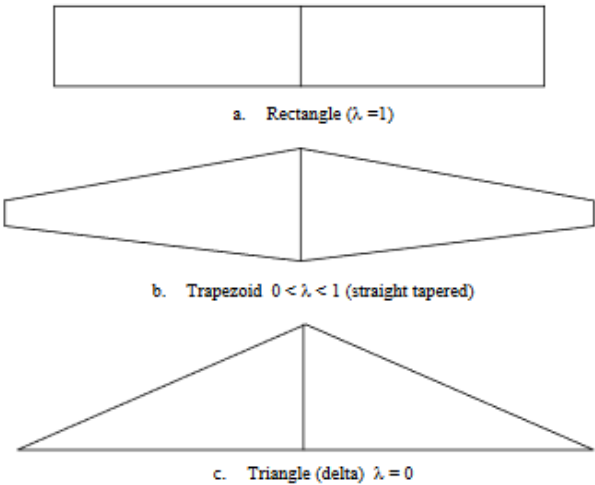 a. Rectangle (λ =1)
b. Trapezoid 0 < λ < 1 (straight tapered)
c. Triangle (delta) λ = 0